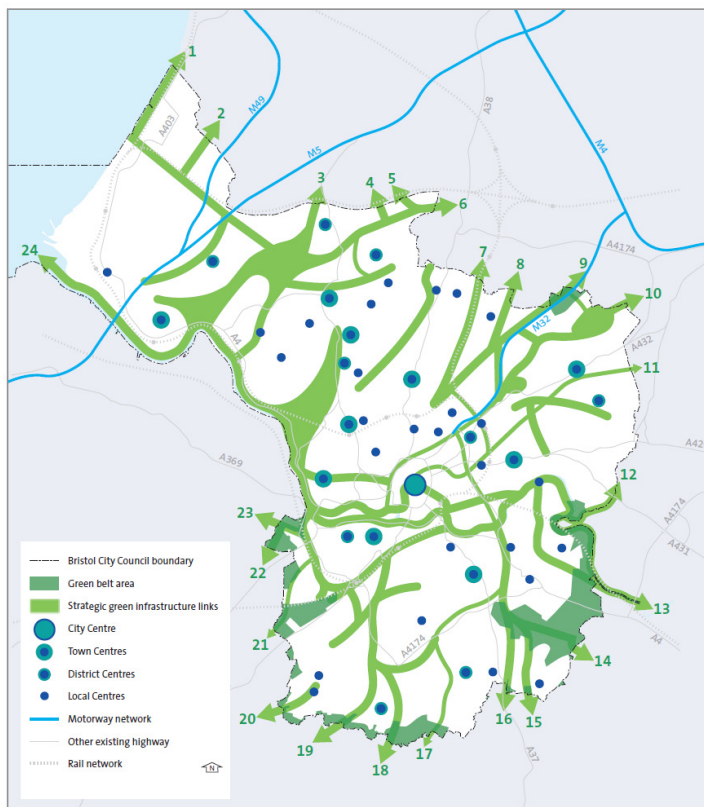 1
2
A403
M49
M5
A38
M4
3
4
5
6
24
7
8
A4174
9
10
M32
A4
A432
11
A369
12
A4174
A431
23
22
13
A4
21
A4174
14
20
19
18
17
16
15
A37
Bristol City Council boundary
Green belt area
Strategic green infrastructure links
City Centre
Town Centres
District Centres
Local Centres
Motorway network
Other existing highway
Rail network
N